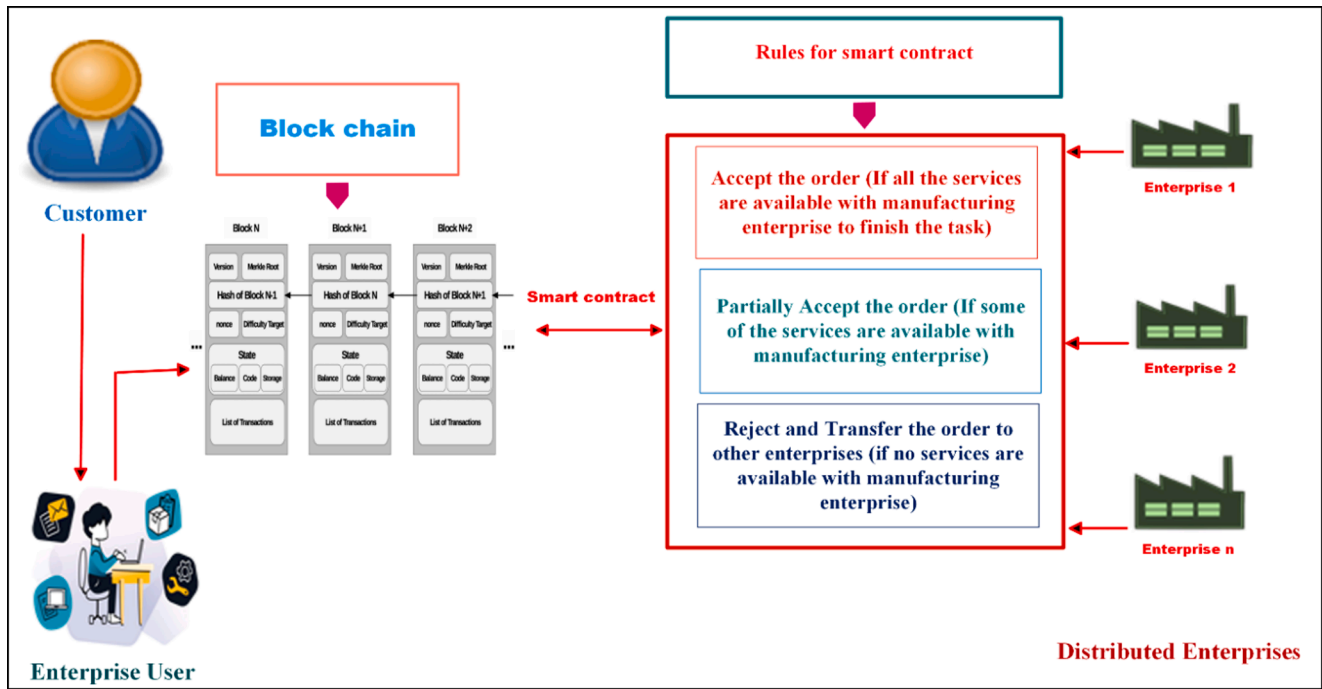 Rules for smart contract
Block chain
Accept the order (If all the services
are available with manufacturing
enterprise to finish the task)
Enterprise 1
Customer
Block N
Block N+1
Block N+2
Version
Merkle Root
Version
Merkle Root
Version
Merkle Root
Hash of Block N-1
Hash of Block N
Hash of Block N+1
Smart contract
nonce
Difficulty Target
nonce
Difficulty Target
nonce
Difficulty Target
...
...
State
State
State
Balance
Code
Storage
Balance
Code
Storage
Balance
Code
Storage
List of Transactions
List of Transactions
List of Transactions
Partially Accept the order (If some
of the services are available with
manufacturing enterprise)
Enterprise 2
Reject and Transfer the order to
other enterprises (if no services are
available with manufacturing
enterprise)
Enterprise n
Enterprise User
Distributed Enterprises